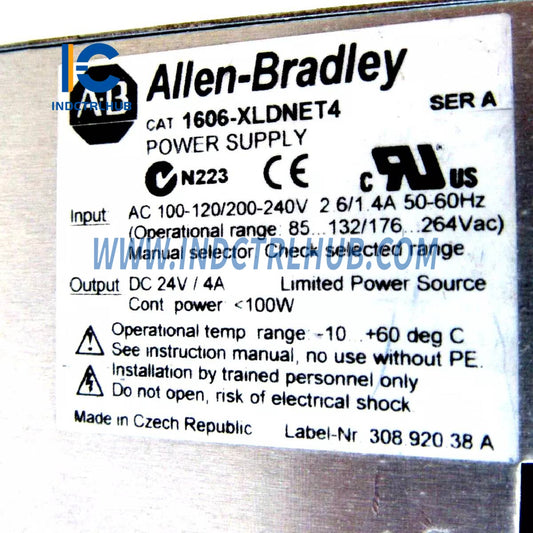 INDCTRLHUB
AB
Allen-Bradley
CAT 1606-XLDNET4 SER A
POWER SUPPLY
N223 CE c RU US
Input AC 100-120/200-240V 2.6/1.4A 50-60Hz
(Operational range: 85...132/176...264Vac)
Manual selector Check selected range
WWW.INDCTRLHUB.COM
Output DC 24V / 4A Limited Power Source
Cont power <100W
Operational temp range: -10...+60 deg C
See instruction manual, no use without PE.
Installation by trained personnel only
Do not open, risk of electrical shock
Made in Czech Republic Label-Nr 308 920 38 A